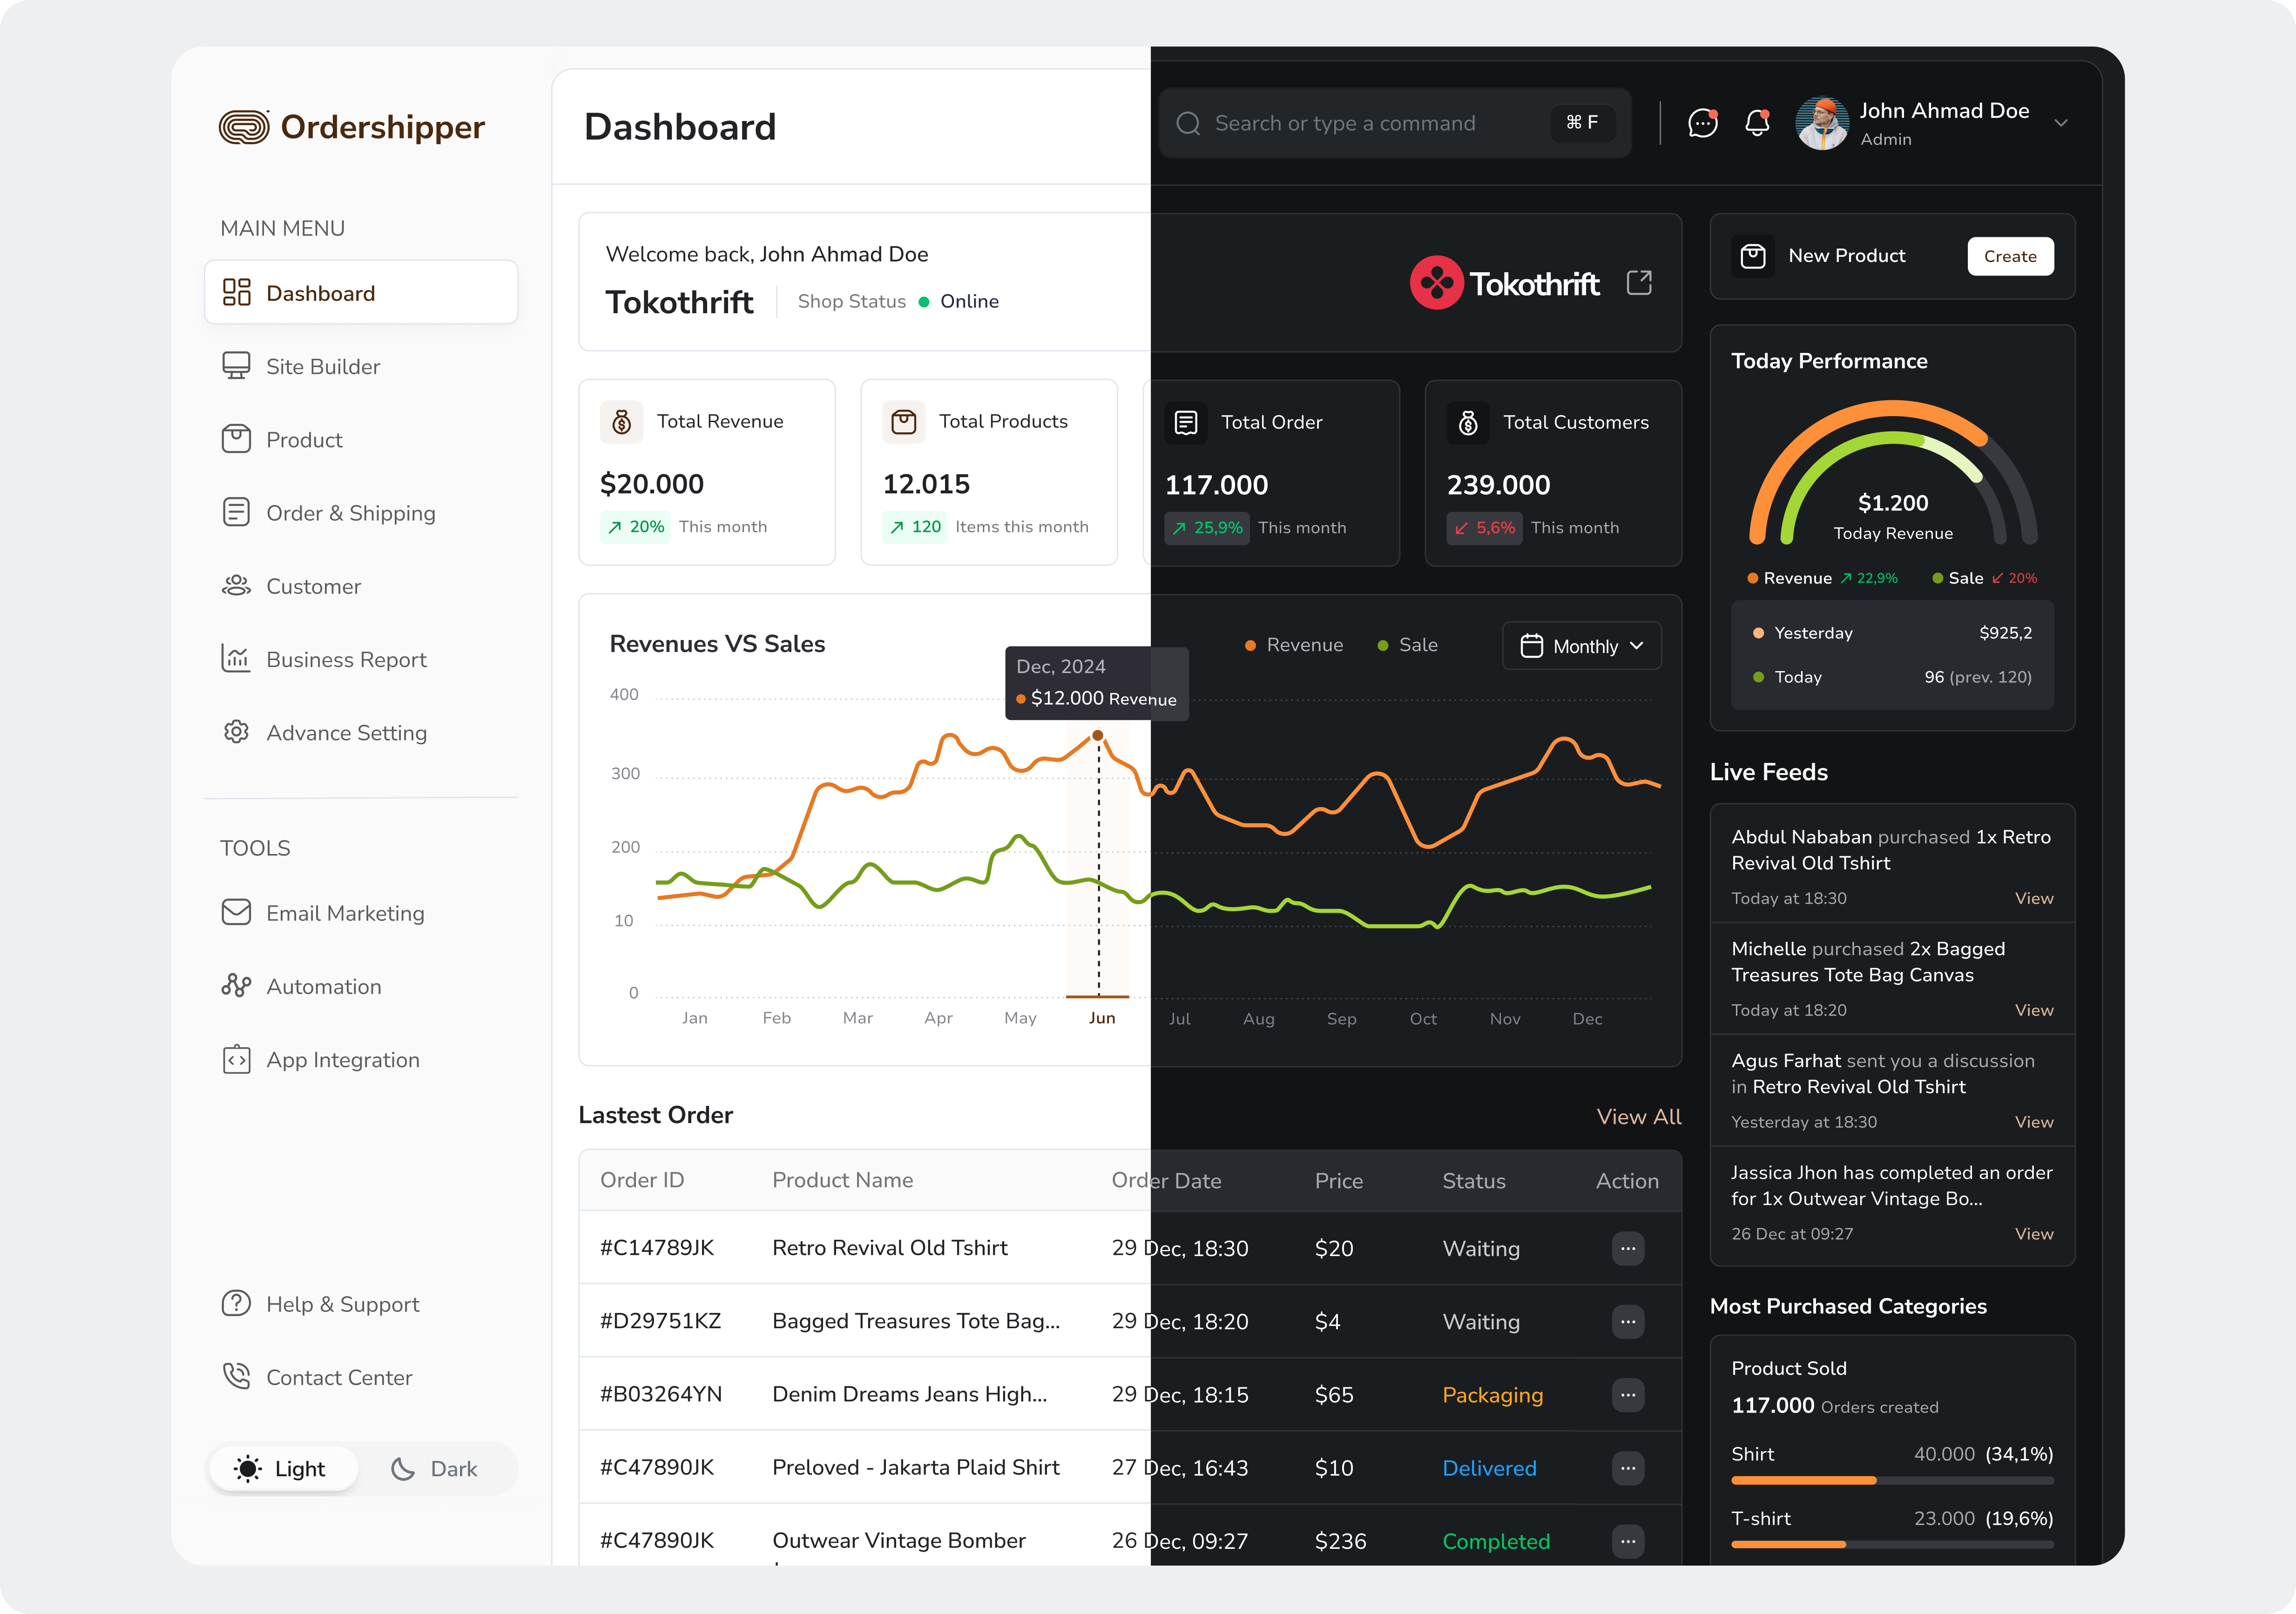 Ordershipper
MAIN MENU
Dashboard
Site Builder
Product
Order & Shipping
Customer
Business Report
Advance Setting
TOOLS
Email Marketing
Automation
App Integration
Help & Support
Contact Center
Light
Dark
Dashboard
Search or type a command
⌘ F
John Ahmad Doe
Admin
Welcome back, John Ahmad Doe
Tokothrift
Shop Status
Online
Tokothrift
Total Revenue
$20.000
20% This month
Total Products
12.015
120 Items this month
Total Order
117.000
25,9% This month
Total Customers
239.000
5,6% This month
Revenues VS Sales
Revenue
Sale
Monthly
Dec, 2024
$12.000 Revenue
400
300
200
10
0
Jan Feb Mar Apr May Jun Jul Aug Sep Oct Nov Dec
Lastest Order
View All
Order ID Product Name Order Date Price Status Action
#C14789JK Retro Revival Old Tshirt 29 Dec, 18:30 $20 Waiting
#D29751KZ Bagged Treasures Tote Bag... 29 Dec, 18:20 $4 Waiting
#B03264YN Denim Dreams Jeans High... 29 Dec, 18:15 $65 Packaging
#C47890JK Preloved - Jakarta Plaid Shirt 27 Dec, 16:43 $10 Delivered
#C47890JK Outwear Vintage Bomber 26 Dec, 09:27 $236 Completed
New Product
Create
Today Performance
$1.200
Today Revenue
Revenue 22,9%
Sale 20%
Yesterday $925,2
Today 96 (prev. 120)
Live Feeds
Abdul Nababan purchased 1x Retro
Revival Old Tshirt
Today at 18:30 View
Michelle purchased 2x Bagged
Treasures Tote Bag Canvas
Today at 18:20 View
Agus Farhat sent you a discussion
in Retro Revival Old Tshirt
Yesterday at 18:30 View
Jassica Jhon has completed an order
for 1x Outwear Vintage Bo...
26 Dec at 09:27 View
Most Purchased Categories
Product Sold
117.000 Orders created
Shirt 40.000 (34,1%)
T-shirt 23.000 (19,6%)